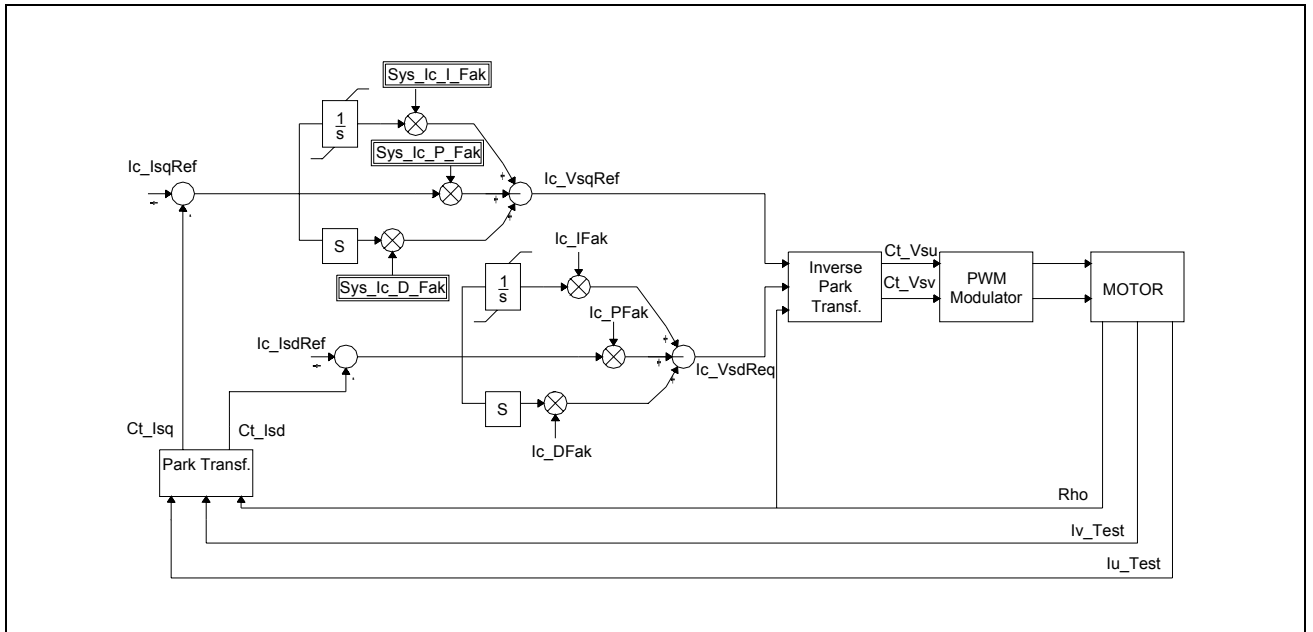 Sys_Ic_I_Fak
1
s
Sys_Ic_P_Fak
Ic_IsqRef
Ic_VsqRef
S
Sys_Ic_D_Fak
Ic_IFak
1
s
Ic_PFak
Ic_IsdRef
Ic_VsdReq
S
Ic_DFak
Inverse
Park
Transf.
Ct_Vsu
Ct_Vsv
PWM
Modulator
MOTOR
Ct_Isq
Ct_Isd
Park Transf.
Rho
Iv_Test
Iu_Test